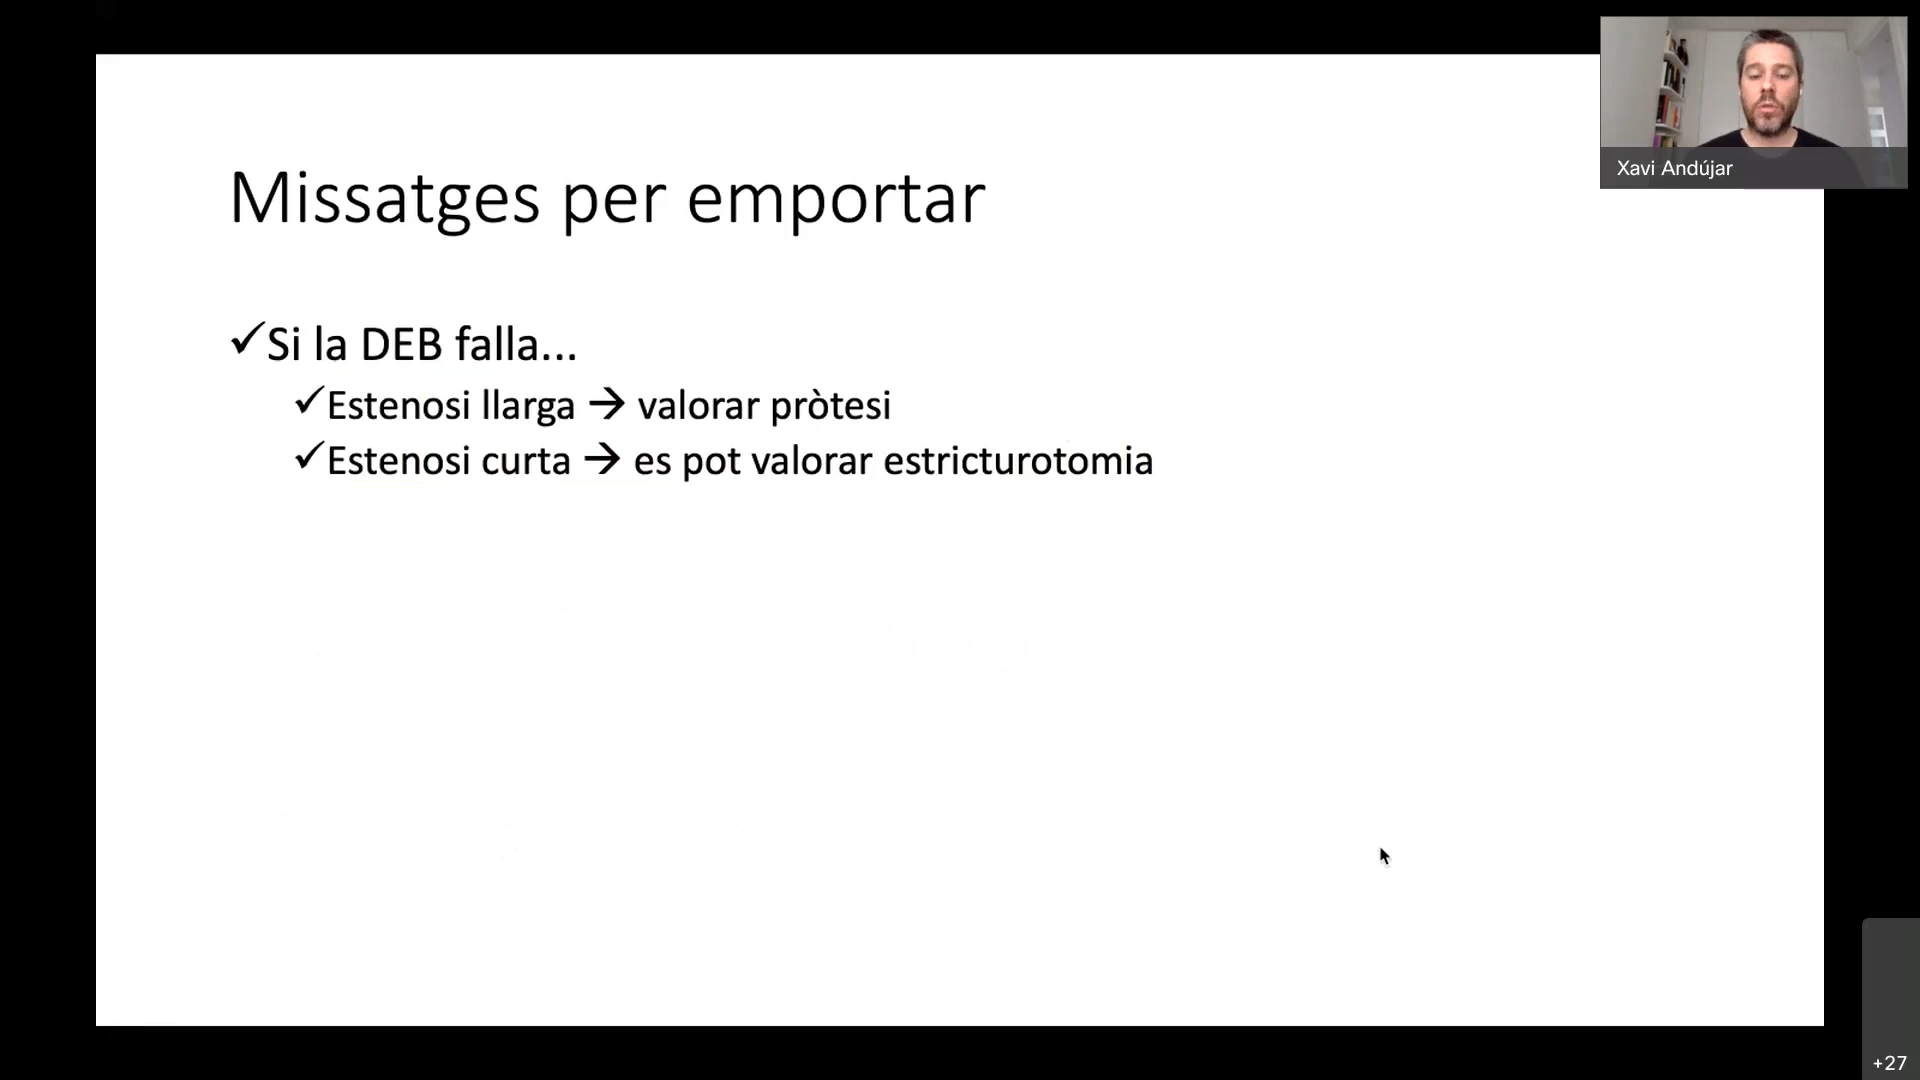 Missatges per emportar
✓Si la DEB falla...
✓Estenosi llarga → valorar pròtesi
✓Estenosi curta → es pot valorar estricturotomia
Xavi Andújar
+27